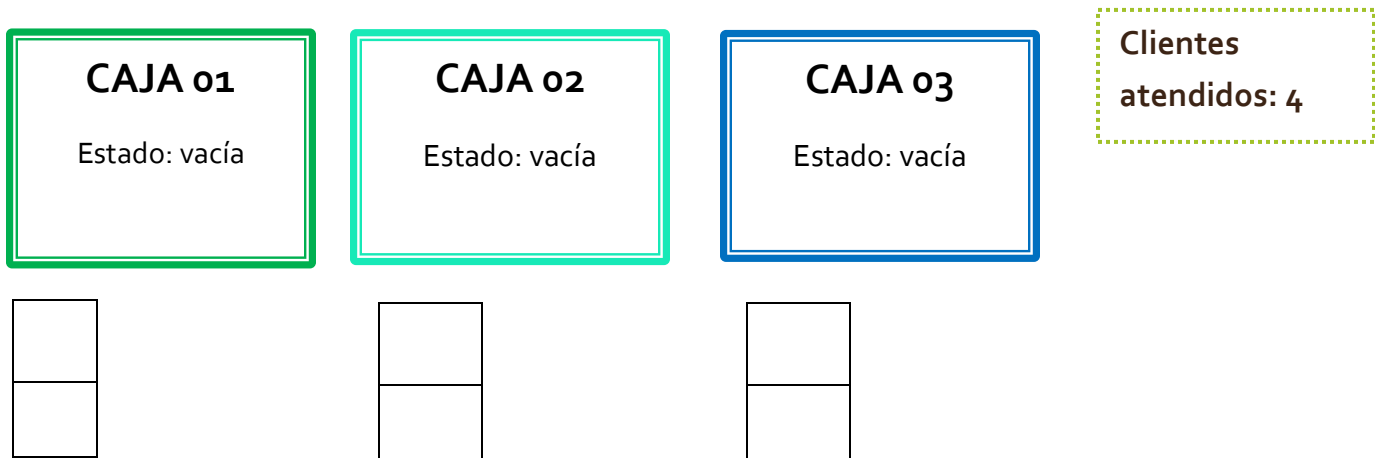 CAJA 01
Estado: vacía
CAJA 02
Estado: vacía
CAJA 03
Estado: vacía
Clientes
atendidos: 4